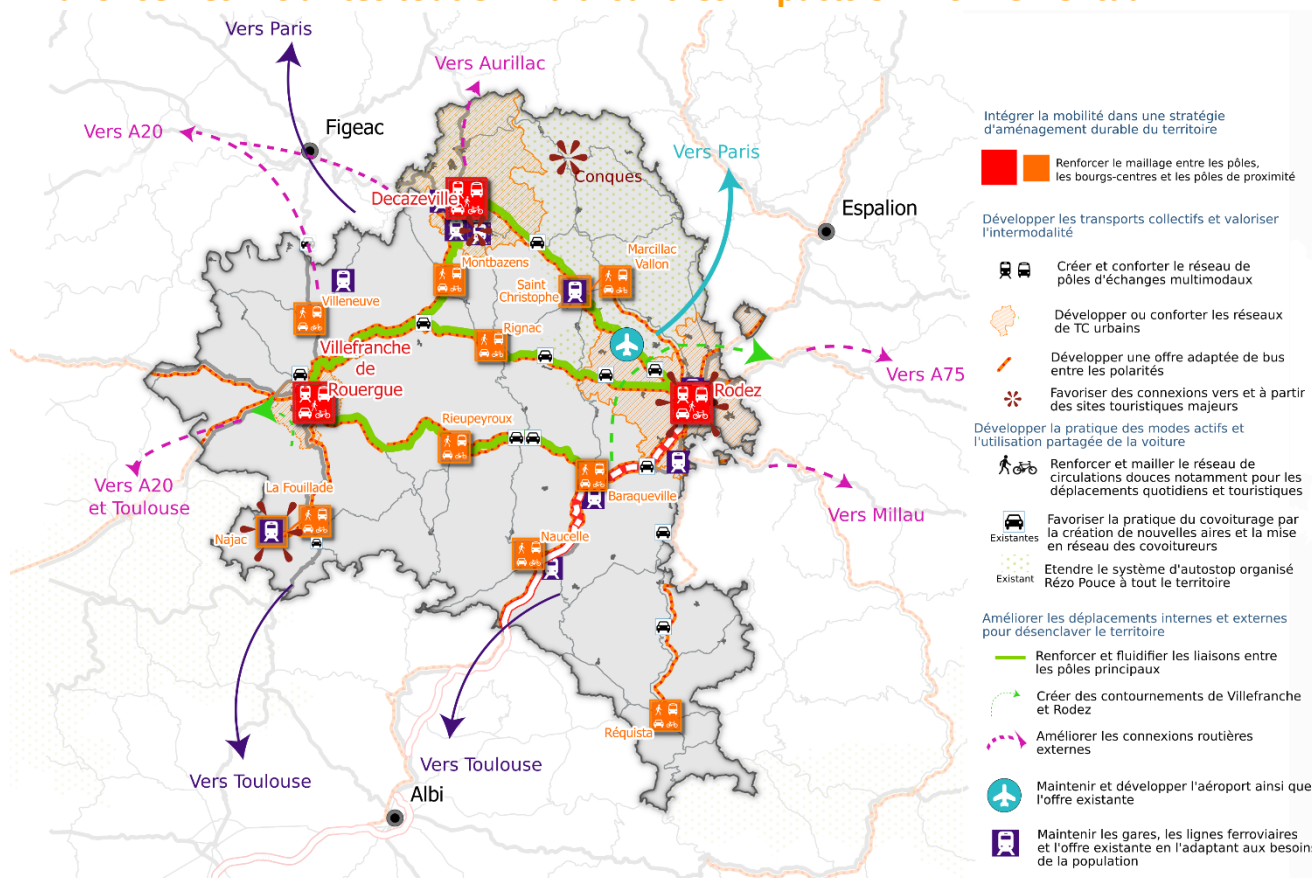 Vers Paris
Vers Aurillac
Vers A20
Figeac
Vers Paris
Conques
Decazeville
Espalion
Montbazens
Marcillac
Vallon
Saint
Christophe
Villeneuve
Rignac
Villefranche
de
Rouergue
Vers A75
Rodez
Rieupeyroux
Vers A20
et Toulouse
La Fouillade
Baraqueville
Vers Millau
Najac
Naucelle
Réquista
Vers Toulouse
Vers Toulouse
Albi
Intégrer la mobilité dans une stratégie
d'aménagement durable du territoire
Renforcer le maillage entre les pôles,
les bourgs-centres et les pôles de proximité
Développer les transports collectifs et valoriser
l'intermodalité
Créer et conforter le réseau de
pôles d'échanges multimodaux
Développer ou conforter les réseaux
de TC urbains
Développer une offre adaptée de bus
entre les polarités
Favoriser des connexions vers et à partir
des sites touristiques majeurs
Développer la pratique des modes actifs et
l'utilisation partagée de la voiture
Renforcer et mailler le réseau de
circulations douces notamment pour les
déplacements quotidiens et touristiques
Favoriser la pratique du covoiturage par
la création de nouvelles aires et la mise
en réseau des covoitureurs
Existantes
Etendre le système d'autostop organisé
Rézo Pouce à tout le territoire
Existant
Améliorer les déplacements internes et externes
pour désenclaver le territoire
Renforcer et fluidifier les liaisons entre
les pôles principaux
Créer des contournements de Villefranche
et Rodez
Améliorer les connexions routières
externes
Maintenir et développer l'aéroport ainsi que
l'offre existante
Maintenir les gares, les lignes ferroviaires
et l'offre existante en l'adaptant aux besoins
de la population